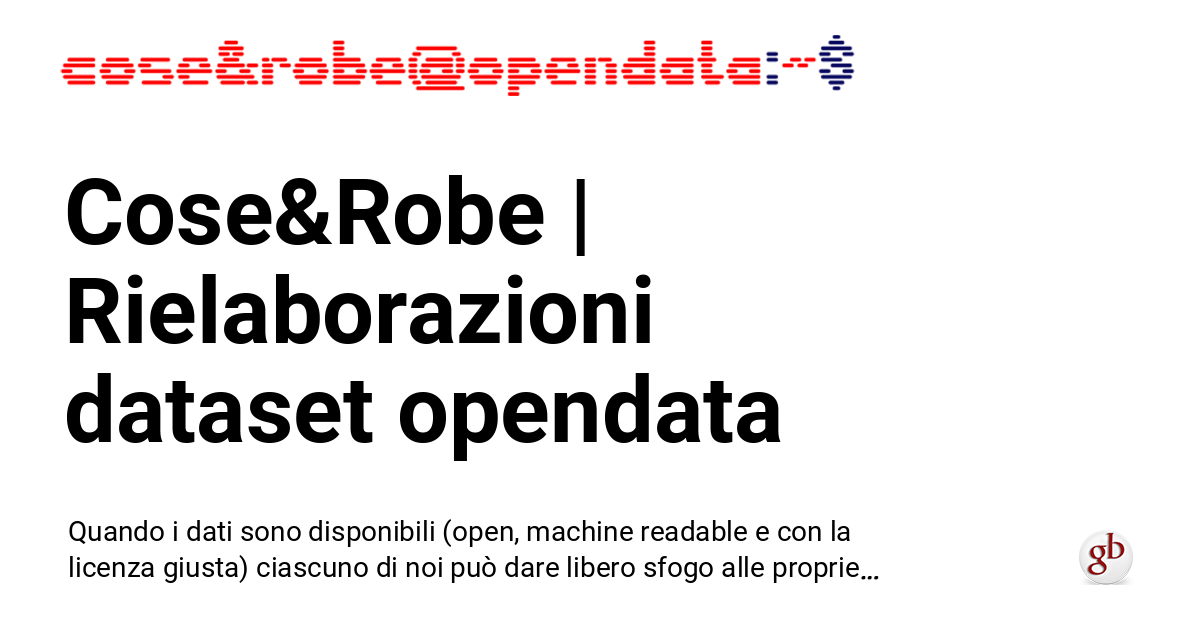 cose&robe@opendata:~$
Cose&Robe |
Rielaborazioni
dataset opendata
Quando i dati sono disponibili (open, machine readable e con la
licenza giusta) ciascuno di noi può dare libero sfogo alle proprie...
gb